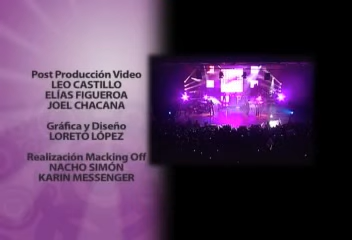 Post Producción Video
LEO CASTILLO
ELÍAS FIGUEROA
JOEL CHACANA
Gráfica y Diseño
LORETO LÓPEZ
Realización Macking Off
NACHO SIMÓN
KARIN MESSENGER